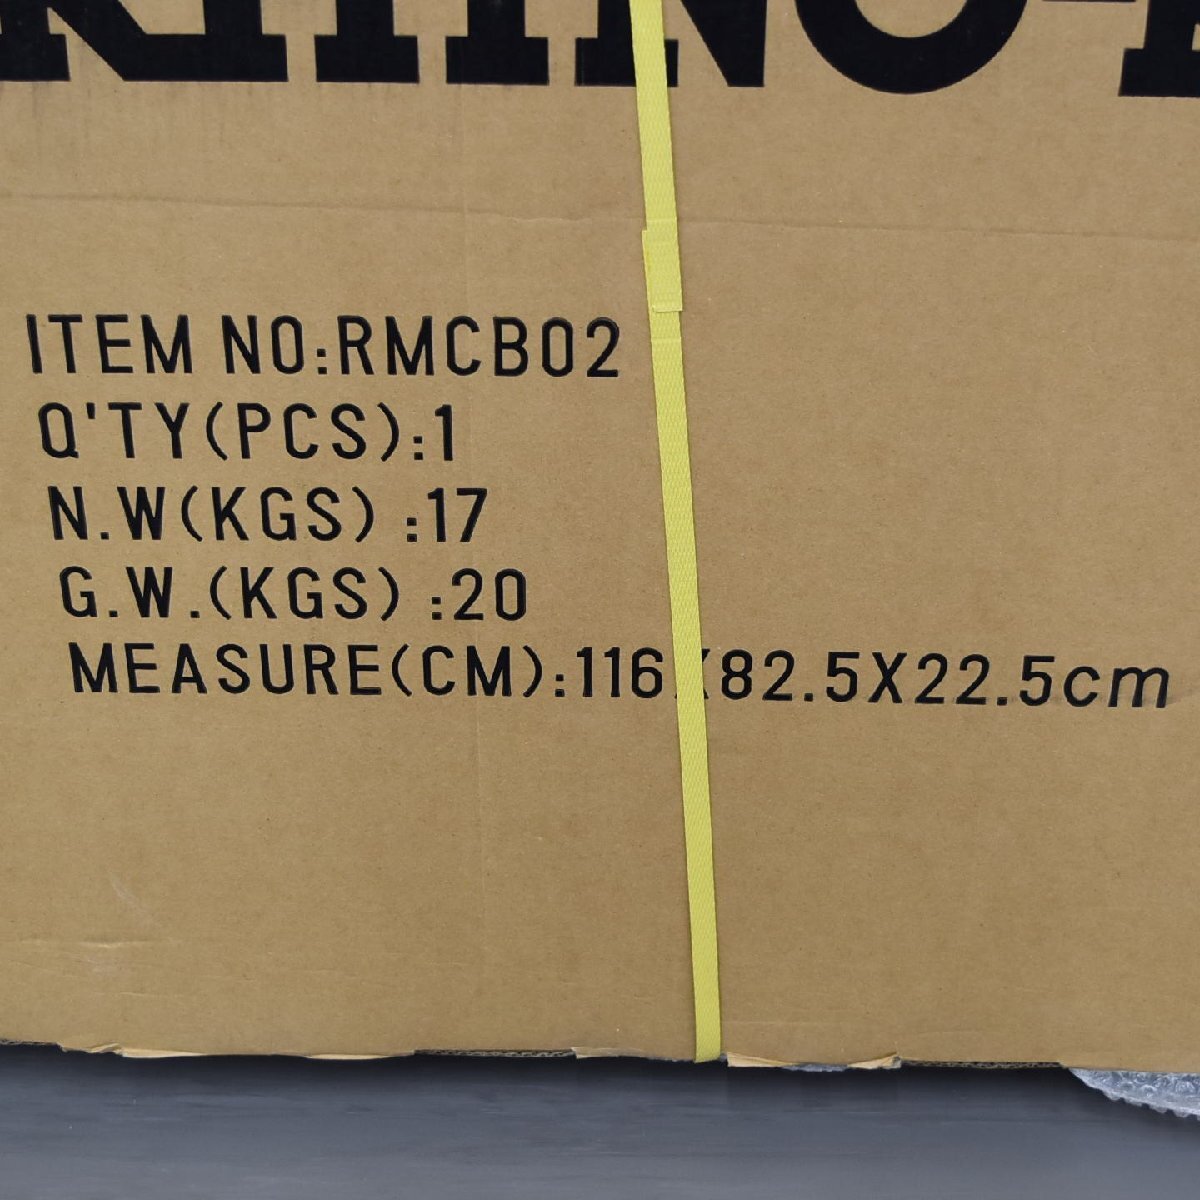 ITEM NO:RMCB02
Q'TY(PCS):1
N.W(KGS) :17
G.W.(KGS) :20
MEASURE(CM):116X82.5X22.5cm